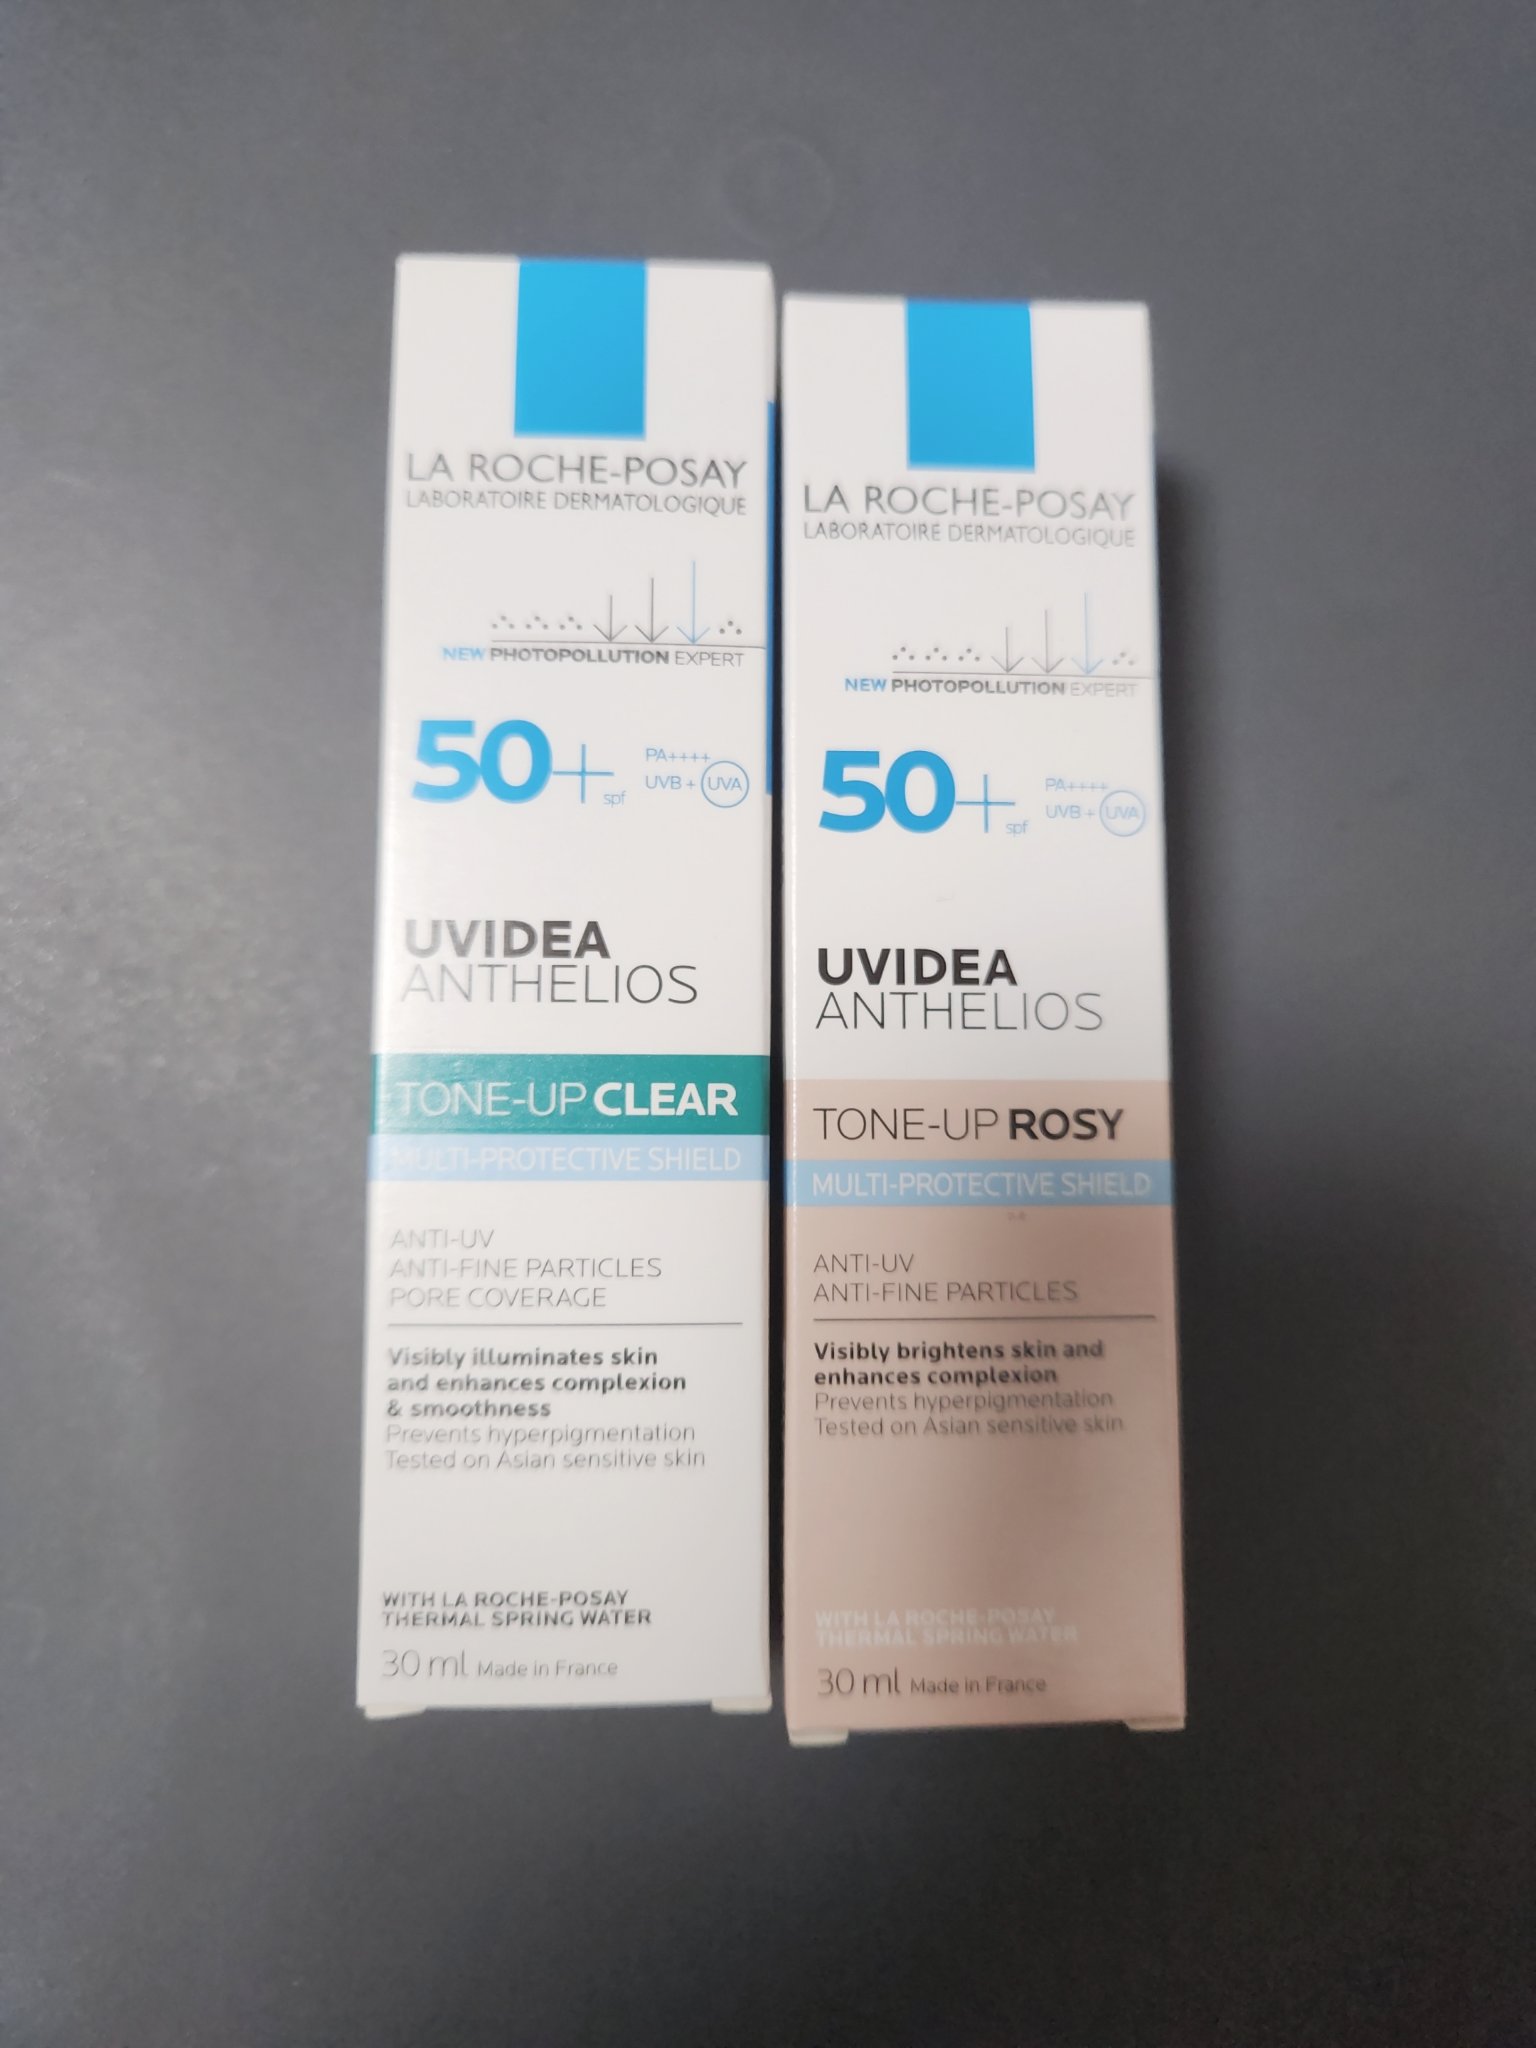 LA ROCHE-POSAY
LABORATOIRE DERMATOLOGIQUE
NEW PHOTOPOLLUTION EXPERT
50+ spf
PA++++
UVB + UVA
UVIDEA
ANTHELIOS
TONE-UP CLEAR
MULTI-PROTECTIVE SHIELD
ANTI-UV
ANTI-FINE PARTICLES
PORE COVERAGE
Visibly illuminates skin
and enhances complexion
& smoothness
Prevents hyperpigmentation
Tested on Asian sensitive skin
WITH LA ROCHE-POSAY
THERMAL SPRING WATER
30 ml Made in France
LA ROCHE-POSAY
LABORATOIRE DERMATOLOGIQUE
NEW PHOTOPOLLUTION EXPERT
50+ spf
PA++++
UVB + UVA
UVIDEA
ANTHELIOS
TONE-UP ROSY
MULTI-PROTECTIVE SHIELD
ANTI-UV
ANTI-FINE PARTICLES
Visibly brightens skin and
enhances complexion
Prevents hyperpigmentation
Tested on Asian sensitive skin
WITH LA ROCHE-POSAY
THERMAL SPRING WATER
30 ml Made in France